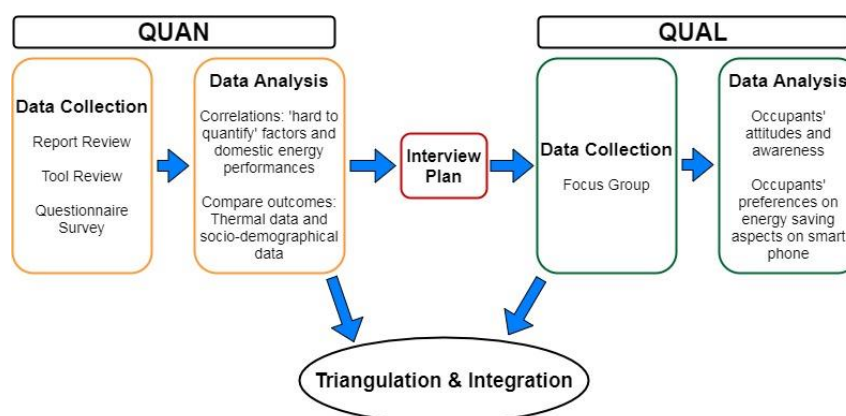 QUAN
QUAL
Data Collection
Report Review
Tool Review
Questionnaire
Survey
Data Analysis
Correlations: 'hard to
quantify' factors and
domestic energy
performances
Compare outcomes:
Thermal data and
socio-demographical
data
Interview
Plan
Data Collection
Focus Group
Data Analysis
Occupants'
attitudes and
awareness
Occupants'
preferences on
energy saving
aspects on smart
phone
Triangulation & Integration